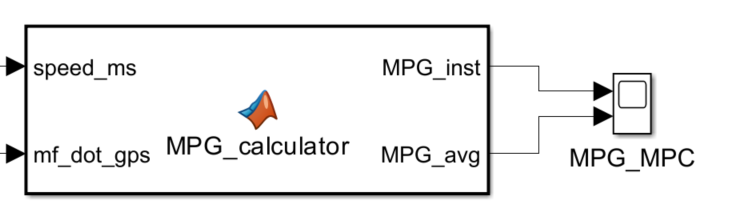 speed_ms
MPG_inst
MPG_calculator
mf_dot_gps
MPG_avg
MPG_MPC